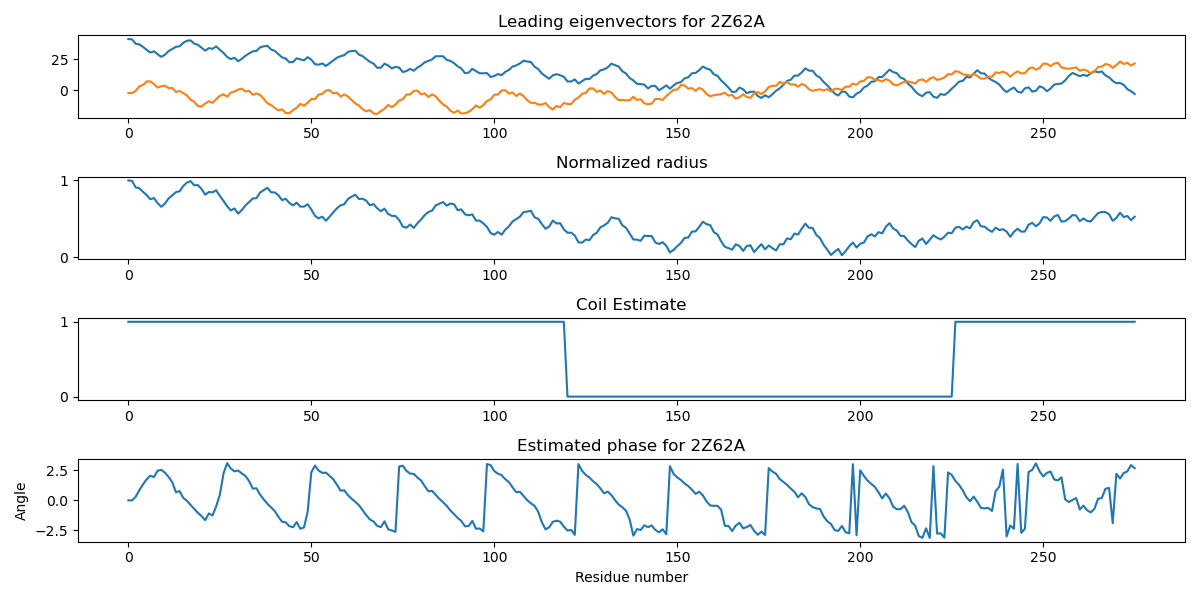 Leading eigenvectors for 2Z62A
25
0
0 50 100 150 200 250
Normalized radius
1
0
0 50 100 150 200 250
Coil Estimate
1
0
0 50 100 150 200 250
Estimated phase for 2Z62A
Angle
2.5
0.0
−2.5
0 50 100 150 200 250
Residue number